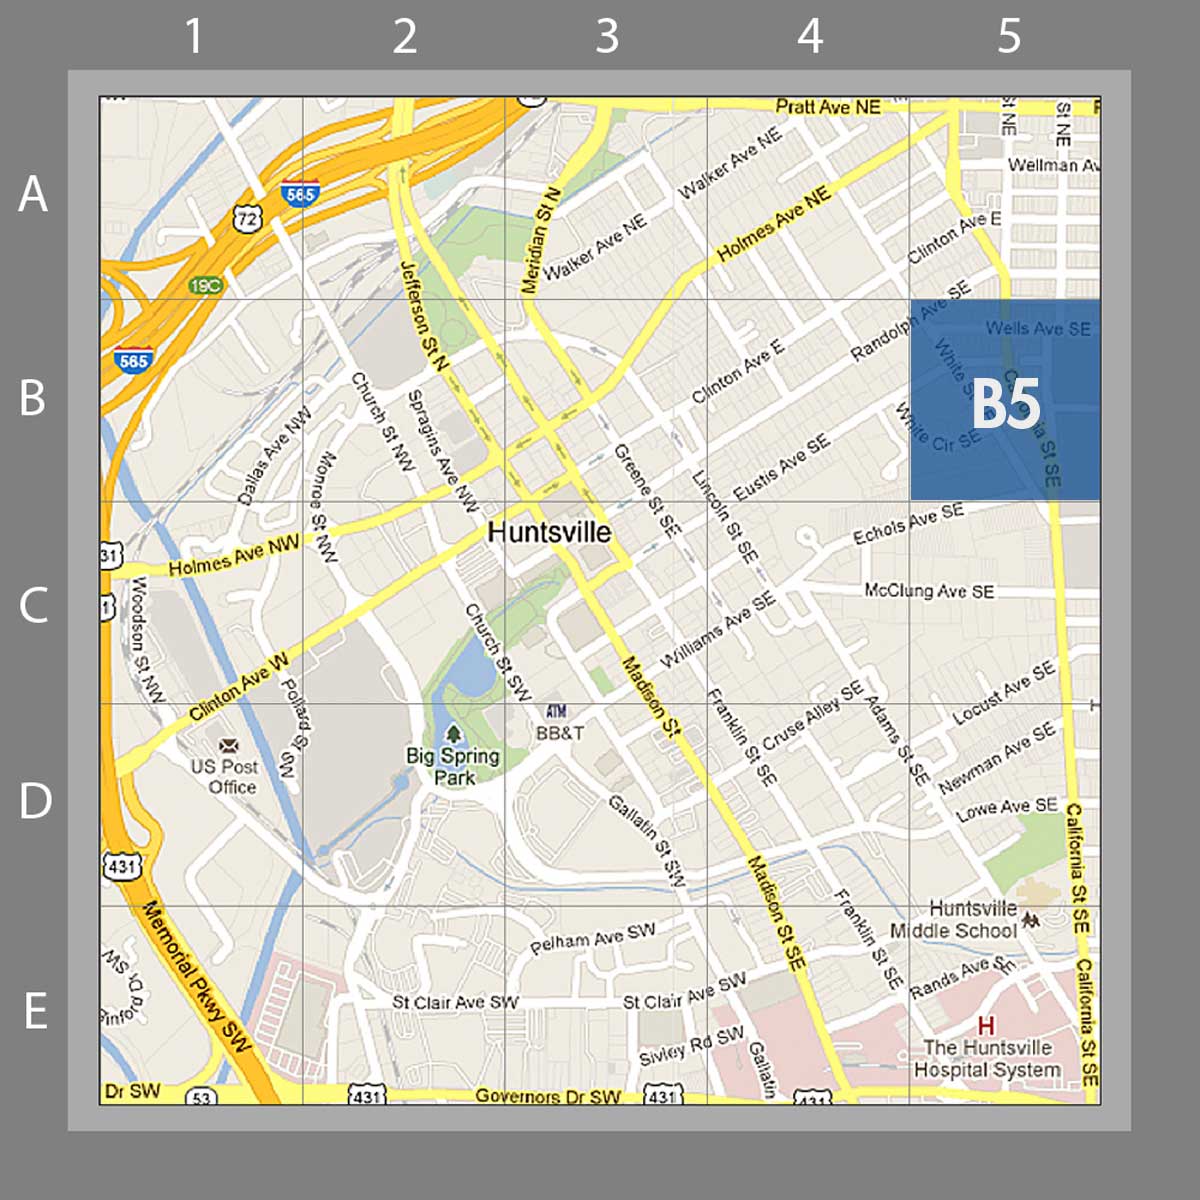 1 2 3 4 5
A
B
C
D
E
Pratt Ave NE
St NE
St NE
Wellman Av
Walker Ave NE
565
72
Meridian St N
Holmes Ave NE
Clinton Ave E
Walker Ave NE
19C
Jefferson St N
Randolph Ave SE
Wells Ave SE
565
White St
Clinton Ave E
B5
California St SE
Church St NW
Spragins Ave NW
White Cir SE
Dallas Ave NW
Monroe St NW
Greene St SE
Lincoln St SE
Eustis Ave SE
Echols Ave SE
Huntsville
31
Holmes Ave NW
Woodson St NW
McClung Ave SE
1
Church St SW
Williams Ave SE
Clinton Ave W
Pollard St SW
Madison St
Franklin St SE
Cruse Alley SE
Adams St SE
Locust Ave SE
ATM
BB&T
H
US Post
Office
Big Spring
Park
Newman Ave SE
Lowe Ave SE
Gallatin St SW
California St SE
431
Madison St SE
Franklin St SE
Huntsville
Middle School
Memorial Pkwy SW
Pelham Ave SW
Rands Ave S
Pinfo
Dr SW
St Clair Ave SW
St Clair Ave SW
California St SE
H
The Huntsville
Hospital System
Sivley Rd SW
Gallatin
Dr SW
53
431
Governors Dr SW
431
431